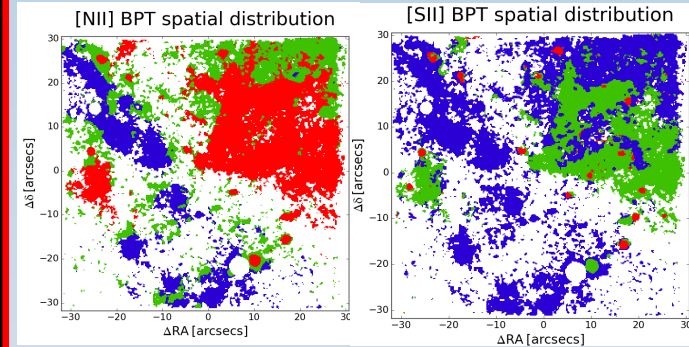 [NII] BPT spatial distribution
Δδ [arcsecs]
30
20
10
0
−10
−20
−30
−30 −20 −10 0 10 20 30
ΔRA [arcsecs]
[SII] BPT spatial distribution
Δδ [arcsecs]
30
20
10
0
−10
−20
−30
−30 −20 −10 0 10 20 30
ΔRA [arcsecs]